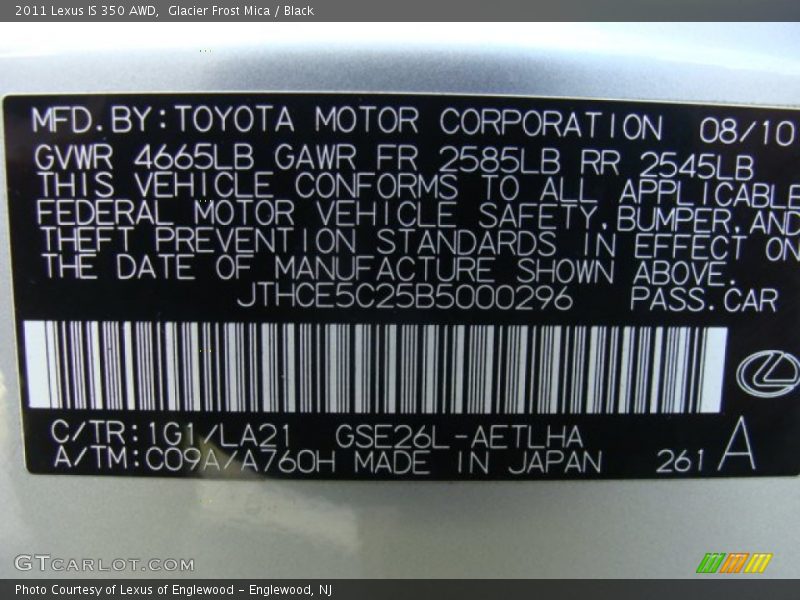 2011 Lexus IS 350 AWD,  Glacier Frost Mica / Black
MFD.BY:TOYOTA MOTOR CORPORATION 08/10
GVWR 4665LB GAWR FR 2585LB RR 2545LB
THIS VEHICLE CONFORMS TO ALL APPLICABLE
FEDERAL MOTOR VEHICLE SAFETY,BUMPER,AND
THEFT PREVENTION STANDARDS IN EFFECT ON
THE DATE OF MANUFACTURE SHOWN ABOVE.
JTHCE5C25B5000296 PASS.CAR
C/TR:1G1/LA21 GSE26L-AETLHA
A/TM:C09A/A760H MADE IN JAPAN 261 A
GTCARLOT.COM
Photo Courtesy of Lexus of Englewood - Englewood, NJ